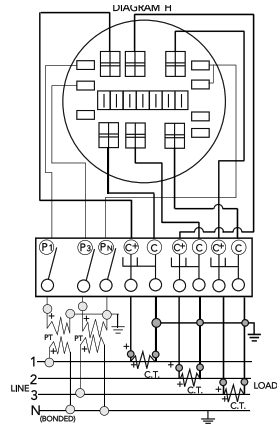 DIAGRAM H
P1 P3 PN C+ C C+ C C+ C
+ + +
PT PT
1
+ C.T.
2
LINE + C.T. LOAD
3
+ C.T.
N
(BONDED)